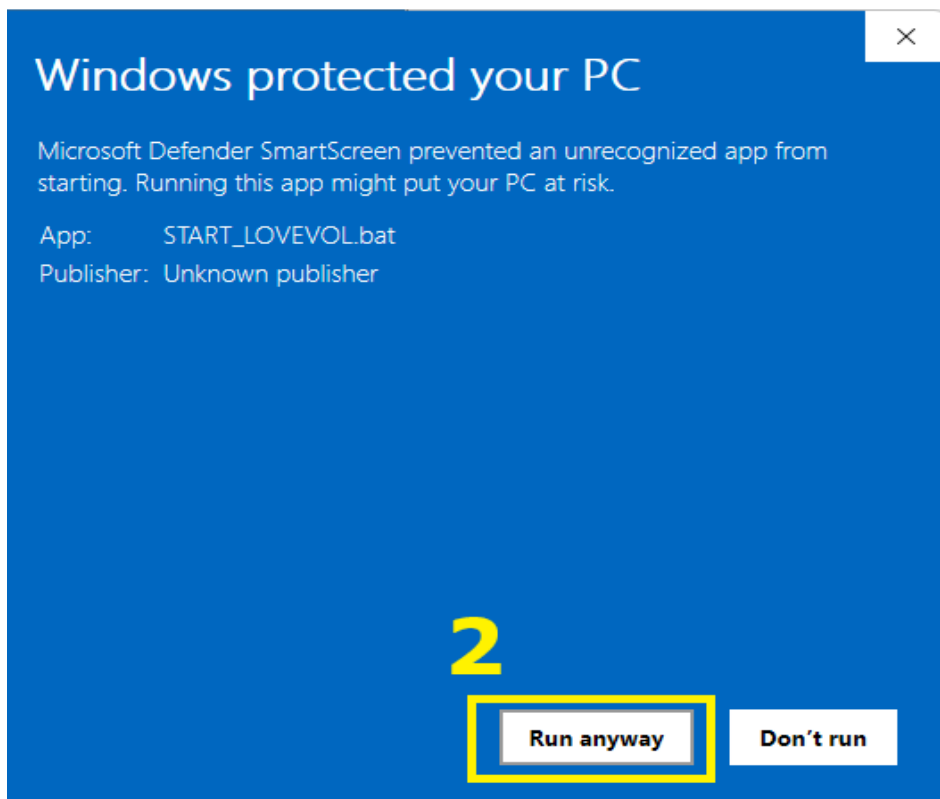 Windows protected your PC
Microsoft Defender SmartScreen prevented an unrecognized app from
starting. Running this app might put your PC at risk.
App: START_LOVEVOL.bat
Publisher: Unknown publisher
2
Run anyway Don't run